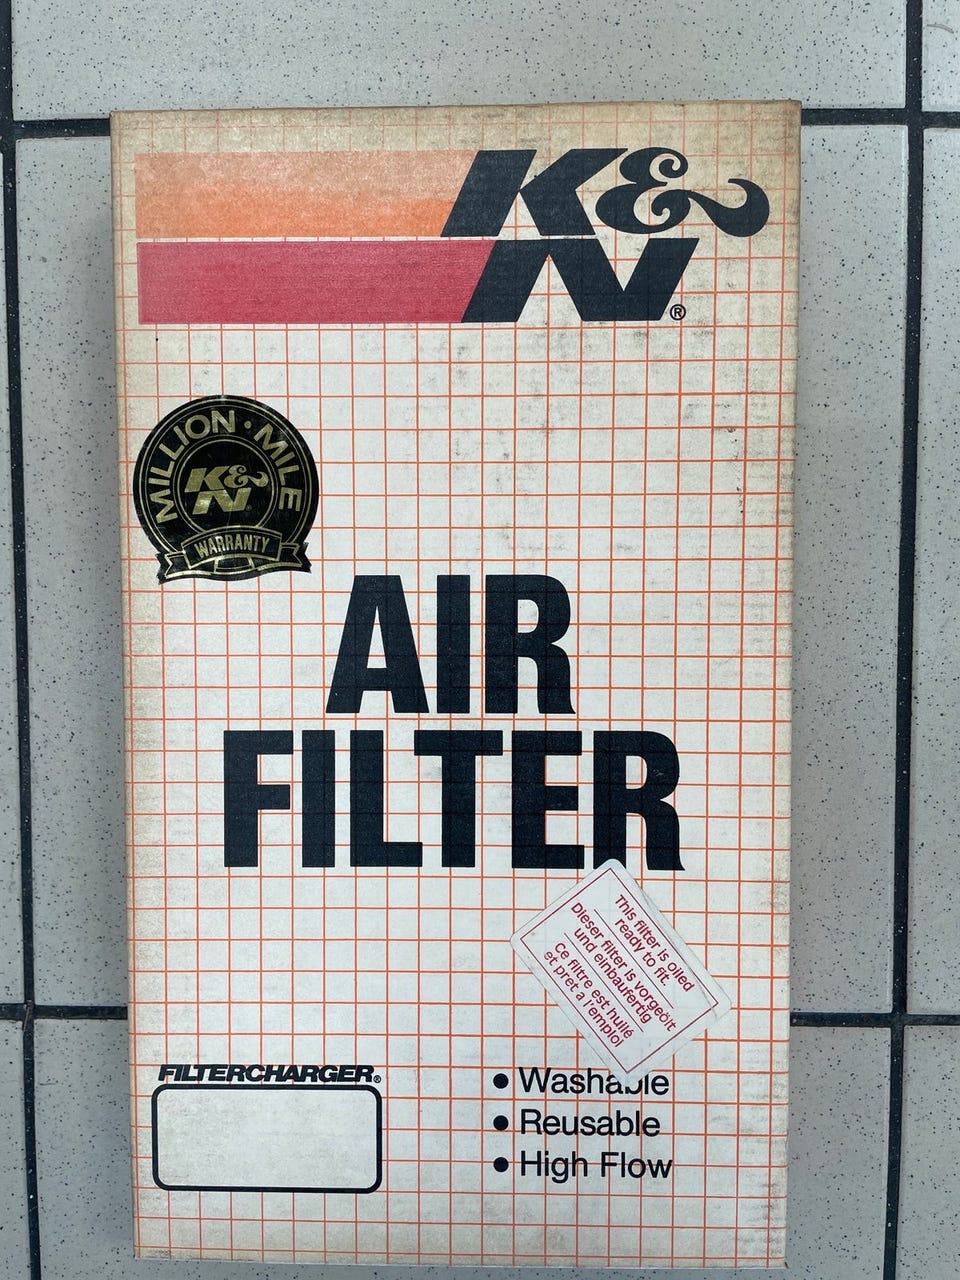 K&
N®
MILLION · MILE
K&
N
WARRANTY
AIR
FILTER
This filter is oiled
ready to fit.
Dieser filter is vorgeölt
und einbaufertig
Ce filtre est huilé
et pret a l'emploi
FILTERCHARGER®
• Washable
• Reusable
• High Flow